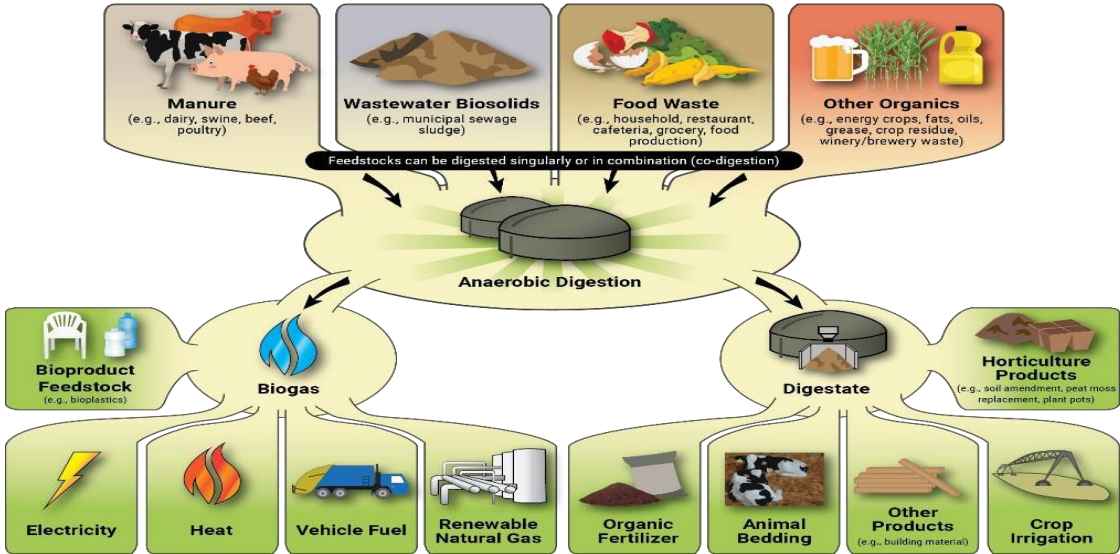 Manure
(e.g., dairy, swine, beef,
poultry)
Wastewater Biosolids
(e.g., municipal sewage
sludge)
Food Waste
(e.g., household, restaurant,
cafeteria, grocery, food
production)
Other Organics
(e.g., energy crops, fats, oils,
grease, crop residue,
winery/brewery waste)
Feedstocks can be digested singularly or in combination (co-digestion)
Anaerobic Digestion
Bioproduct
Feedstock
(e.g., bioplastics)
Biogas
Digestate
Horticulture
Products
(e.g., soil amendment, peat moss
replacement, plant pots)
Electricity
Heat
Vehicle Fuel
Renewable
Natural Gas
Organic
Fertilizer
Animal
Bedding
Other
Products
(e.g., building material)
Crop
Irrigation